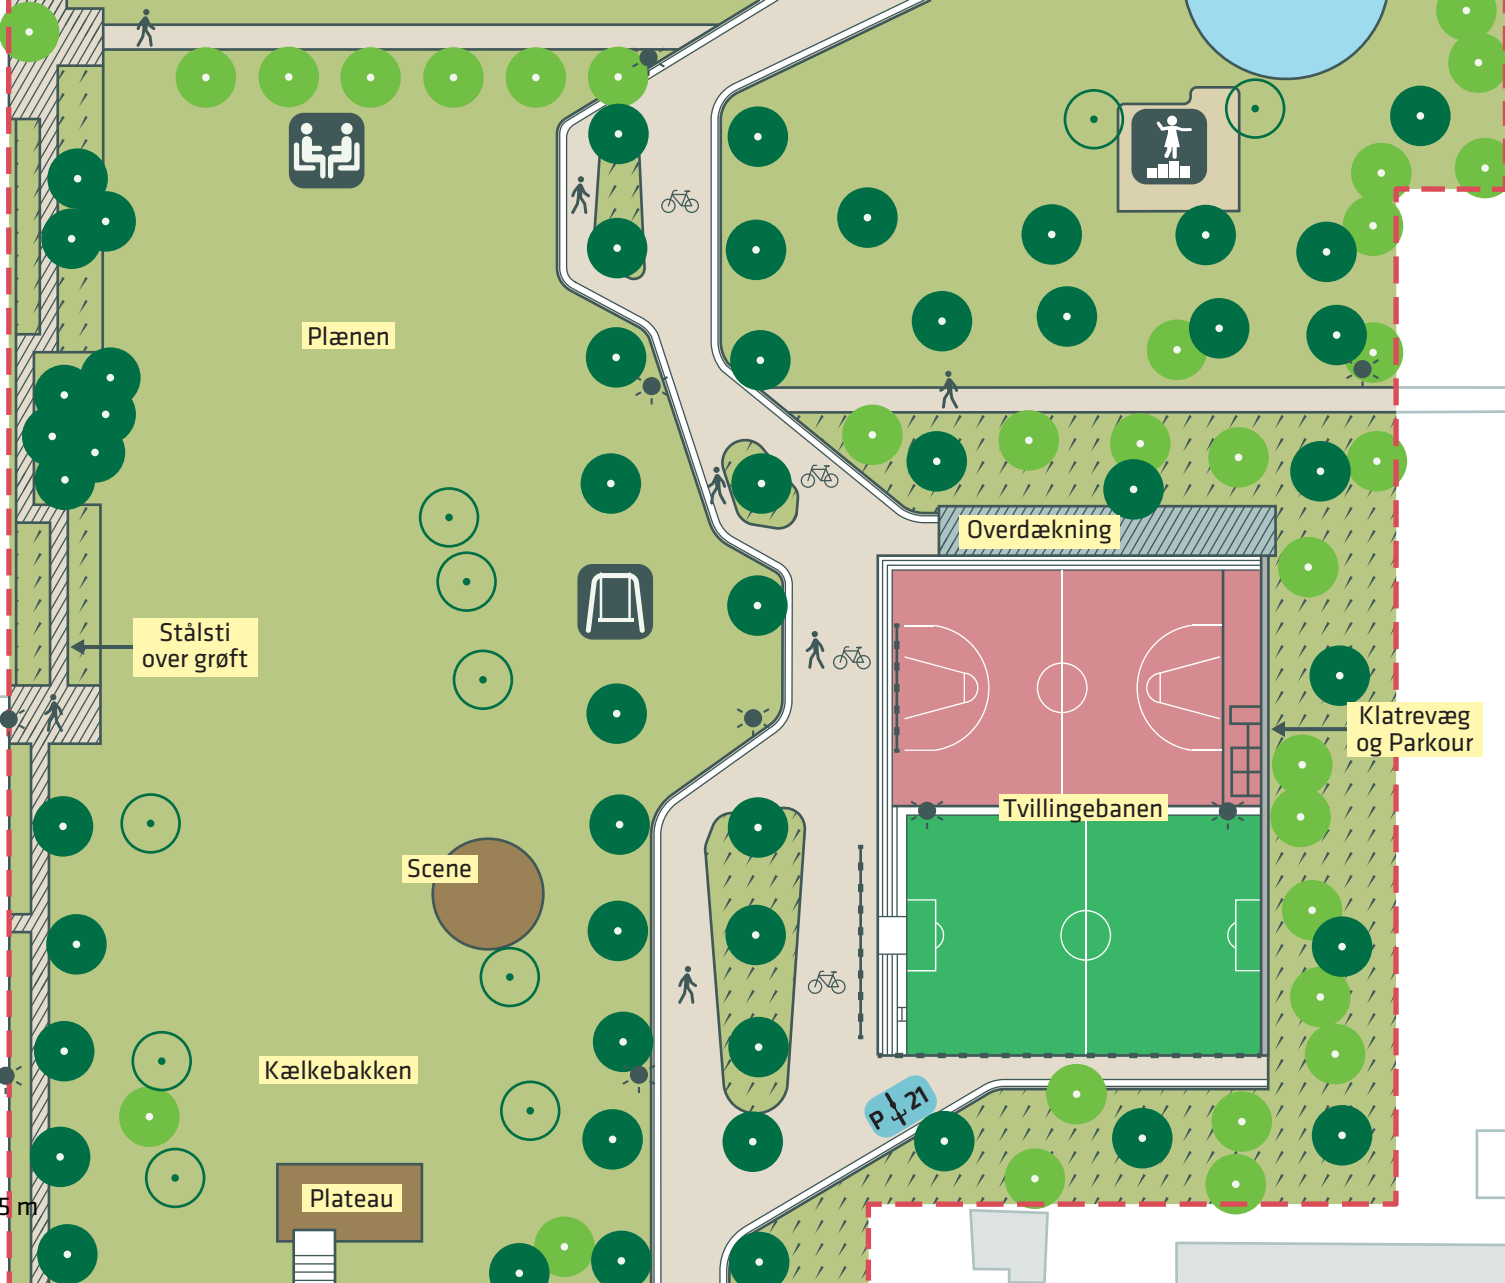 Plænen
Overdækning
Stålsti
over grøft
Klatrevæg
og Parkour
Tvillingebanen
Scene
Kælkebakken
P 21
Plateau
5 m